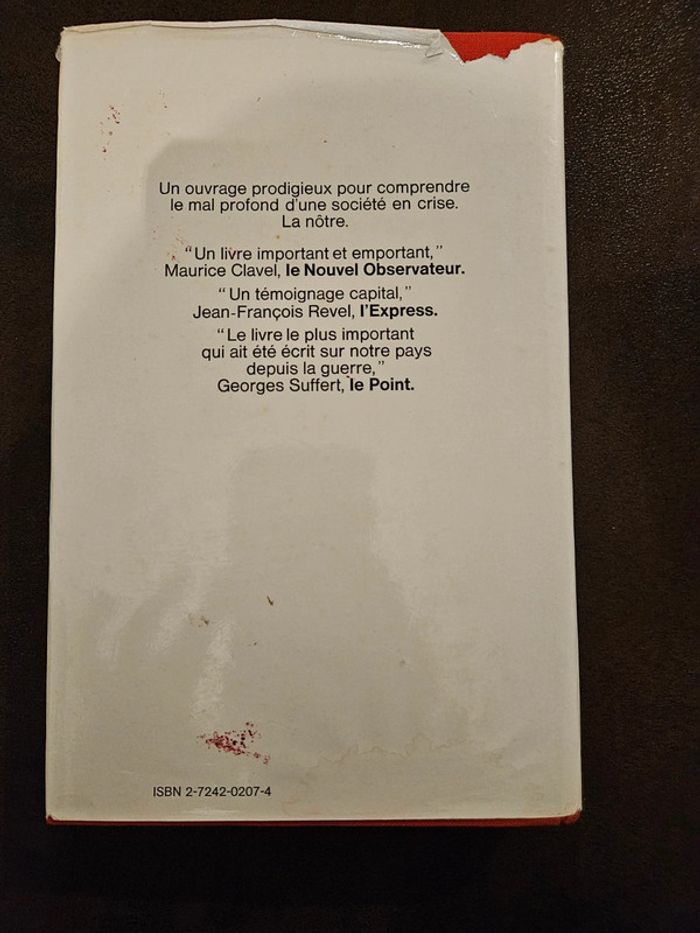 Un ouvrage prodigieux pour comprendre
le mal profond d'une société en crise.
La nôtre.
“Un livre important et emportant,”
Maurice Clavel, le Nouvel Observateur.
“Un témoignage capital,”
Jean-François Revel, l'Express.
“Le livre le plus important
qui ait été écrit sur notre pays
depuis la guerre,”
Georges Suffert, le Point.
ISBN 2-7242-0207-4